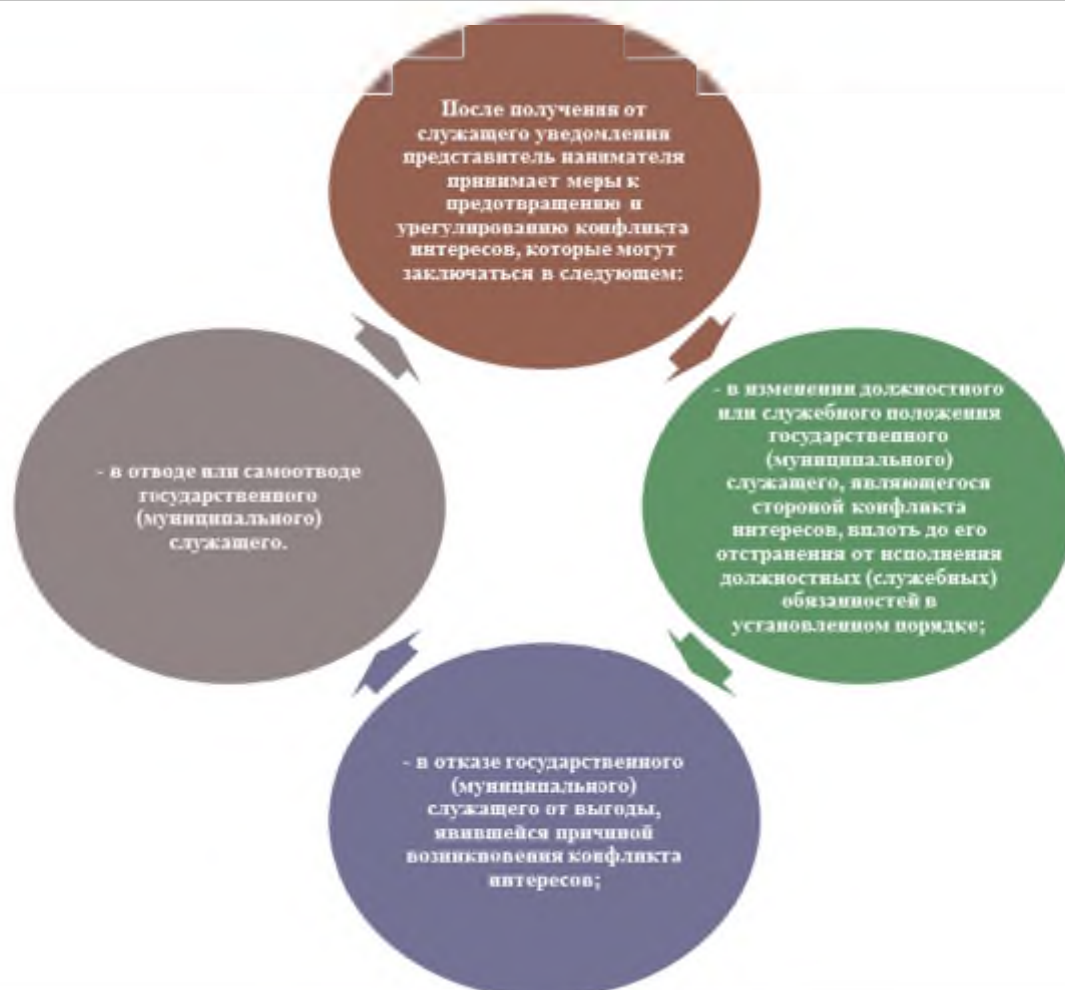 После получения от
служащего уведомления
представитель нанимателя
принимает меры к
предотвращению и
урегулированию конфликта
интересов, которые могут
заключаться в следующем:
- в изменении должностного
или служебного положения
государственного
(муниципального)
служащего, являющегося
стороной конфликта
интересов, вплоть до его
отстранения от исполнения
должностных (служебных)
обязанностей в
установленном порядке;
- в отказе государственного
(муниципального)
служащего от выгоды,
явившейся причиной
возникновения конфликта
интересов;
- в отводе или самоотводе
государственного
(муниципального)
служащего.